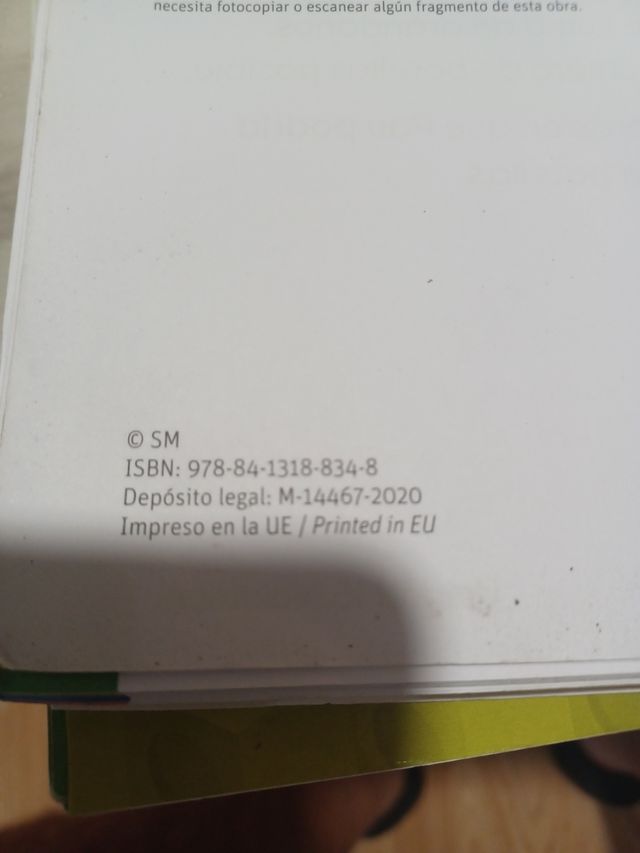 necesita fotocopiar o escanear algún fragmento de esta obra.
© SM
ISBN: 978-84-1318-834-8
Depósito legal: M-14467-2020
Impreso en la UE / Printed in EU